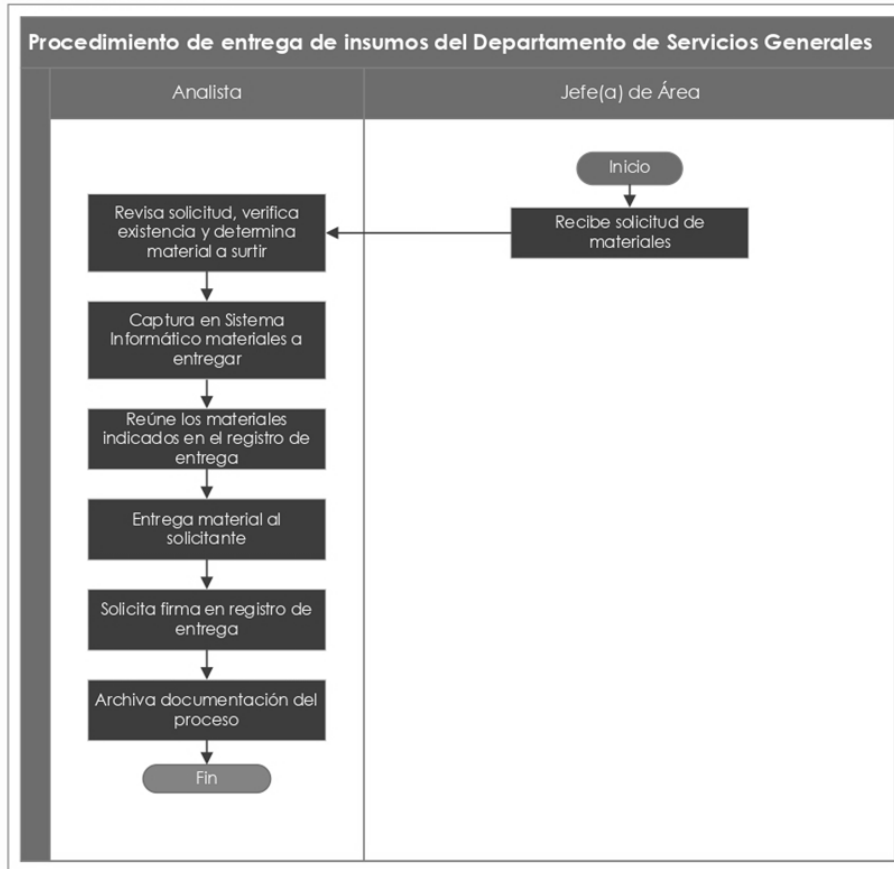 Procedimiento de entrega de insumos del Departamento de Servicios Generales
Analista
Jefe(a) de Área
Inicio
Recibe solicitud de
materiales
Revisa solicitud, verifica
existencia y determina
material a surtir
Captura en Sistema
Informático materiales a
entregar
Reúne los materiales
indicados en el registro de
entrega
Entrega material al
solicitante
Solicita firma en registro de
entrega
Archiva documentación del
proceso
Fin